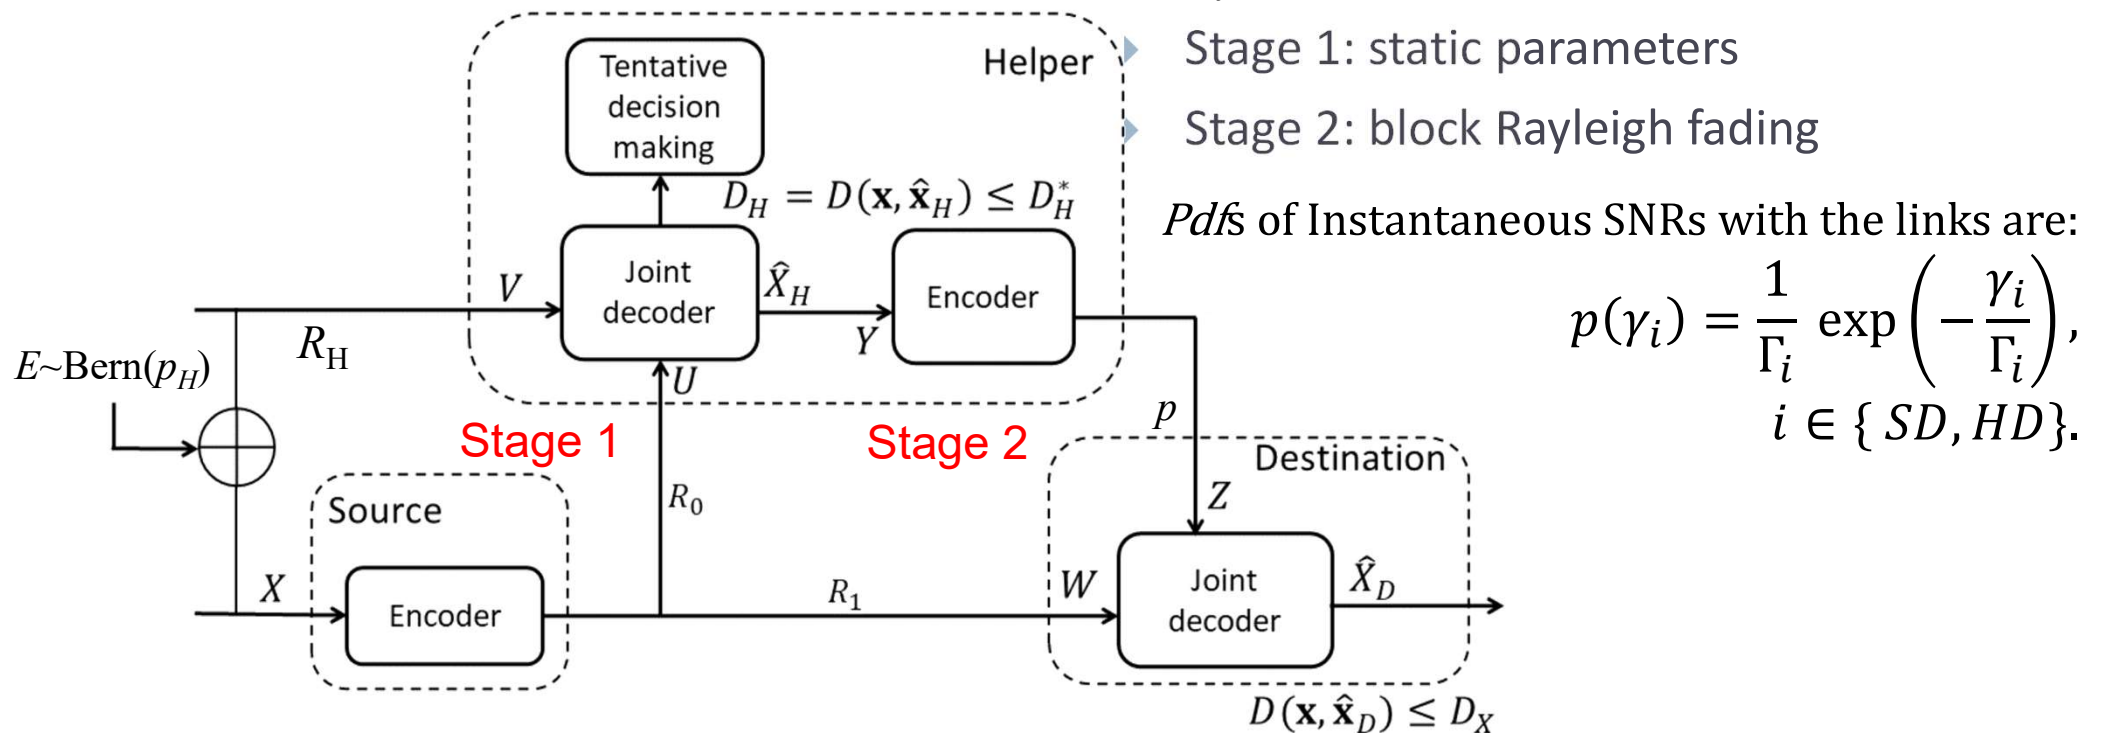 Tentative
decision
making
Helper
D_H = D(𝐱, 𝐱̂_H) ≤ D_H^*
V
Joint
decoder
X̂_H
Y
Encoder
R_H
E~Bern(p_H)
U
Stage 1
Stage 2
p
Source
R_0
Destination
Z
X
Encoder
R_1
W
Joint
decoder
X̂_D
D(𝐱, 𝐱̂_D) ≤ D_X
Stage 1: static parameters
Stage 2: block Rayleigh fading
Pdfs of Instantaneous SNRs with the links are:
p(γ_i) = 1/Γ_i exp(−γ_i/Γ_i),
i ∈ { SD, HD}.